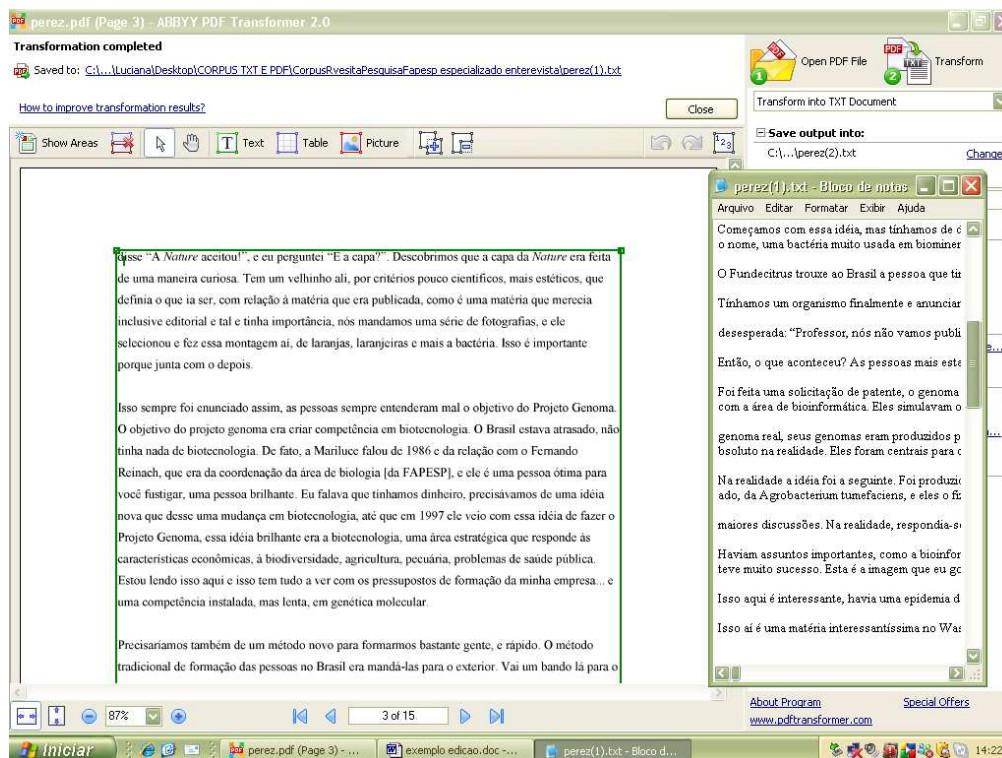 perez.pdf (Page 3) - ABBYY PDF Transformer 2.0
Transformation completed
Saved to: C:\...\Luciana\Desktop\CORPUS TXT E PDF\CorpusRvesitaPesquisaFapesp especializado enterevista\perez(1).txt
How to improve transformation results?
Close
Open PDF File
Transform
Transform into TXT Document
Save output into:
C:\...\perez(2).txt
Change
Show Areas
Text
Table
Picture
disse “A Nature aceitou!”, e eu perguntei “E a capa?”. Descobrimos que a capa da Nature era feita
de uma maneira curiosa. Tem um velhinho ali, por critérios pouco científicos, mais estéticos, que
definia o que ia ser, com relação á matéria que era publicada, como é uma matéria que merecia
inclusive editorial e tal e tinha importância, nós mandamos uma série de fotografias, e ele
selecionou e fez essa montagem aí, de laranjas, laranjeiras e mais a bactéria. Isso é importante
porque junta com o depois.
Isso sempre foi enunciado assim, as pessoas sempre entenderam mal o objetivo do Projeto Genoma.
O objetivo do projeto genoma era criar competência em biotecnologia. O Brasil estava atrasado, não
tinha nada de biotecnologia. De fato, a Mariluce falou de 1986 e da relação com o Fernando
Reinach, que era da coordenação da área de biologia [da FAPESP], e ele é uma pessoa ótima para
você fustigar, uma pessoa brilhante. Eu falava que tínhamos dinheiro, precisávamos de uma idéia
nova que desse uma mudança em biotecnologia, até que em 1997 ele veio com essa idéia de fazer o
Projeto Genoma, essa idéia brilhante era a biotecnologia, uma área estratégica que responde às
características econômicas, à biodiversidade, agricultura, pecuária, problemas de saúde pública.
Estou lendo isso aqui e isso tem tudo a ver com os pressupostos de formação da minha empresa... e
uma competência instalada, mas lenta, em genética molecular.
Precisaríamos também de um método novo para formarmos bastante gente, e rápido. O método
tradicional de formação das pessoas no Brasil era mandá-las para o exterior. Vai um bando lá para o
perez(1).txt - Bloco de notas
Arquivo Editar Formatar Exibir Ajuda
Começamos com essa idéia, mas tínhamos de d
o nome, uma bactéria muito usada em biominer
O Fundecitrus trouxe ao Brasil a pessoa que tir
Tínhamos um organismo finalmente e anunciar
desesperada: “Professor, nós não vamos publi
Então, o que aconteceu? As pessoas mais esta
Foi feita uma solicitação de patente, o genoma
com a área de bioinformática. Eles simulavam o
genoma real, seus genomas eram produzidos p
bsoluto na realidade. Eles foram centrais para c
Na realidade a idéia foi a seguinte. Foi produzic
ado, da Agrobacterium tumefaciens, e eles o fiz
maiores discussões. Na realidade, respondia-s
Haviam assuntos importantes, como a bioinfor
teve muito sucesso. Esta é a imagem que eu go
Isso aqui é interessante, havia uma epidemia d
Isso aí é uma matéria interessantíssima no Was
87%
3 of 15
About Program
Special Offers
www.pdftransformer.com
Iniciar
perez.pdf (Page 3) - ...
exemplo edicao.doc -...
perez(1).txt - Bloco d...
14:22